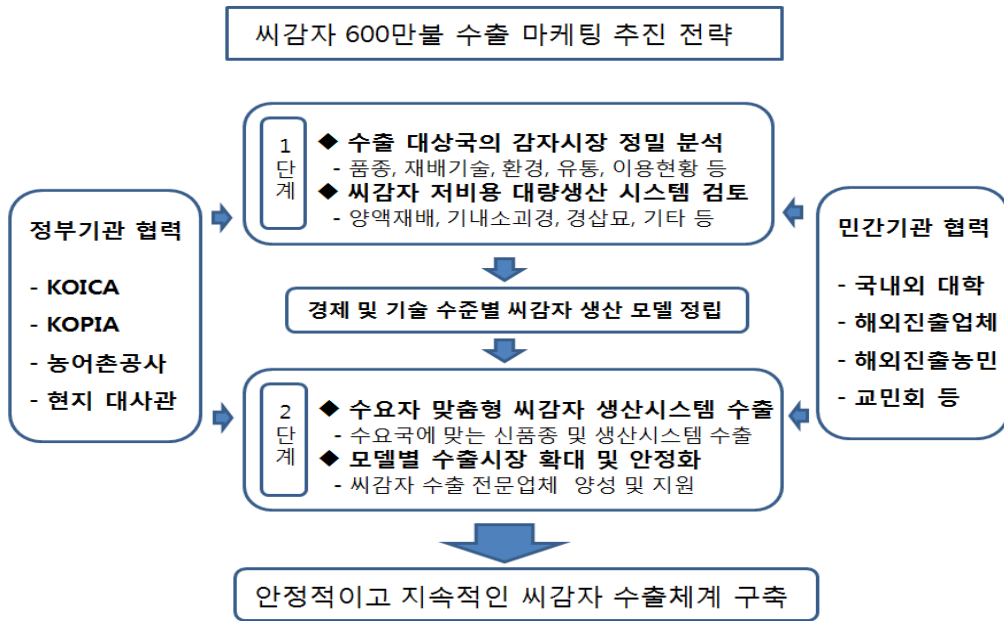 씨감자 600만불 수출 마케팅 추진 전략
1
단
계
◆ 수출 대상국의 감자시장 정밀 분석
- 품종, 재배기술, 환경, 유통, 이용현황 등
◆ 씨감자 저비용 대량생산 시스템 검토
- 양액재배, 기내소괴경, 경삽묘, 기타 등
정부기관 협력
- KOICA
- KOPIA
- 농어촌공사
- 현지 대사관
민간기관 협력
- 국내외 대학
- 해외진출업체
- 해외진출농민
- 교민회 등
경제 및 기술 수준별 씨감자 생산 모델 정립
2
단
계
◆ 수요자 맞춤형 씨감자 생산시스템 수출
- 수요국에 맞는 신품종 및 생산시스템 수출
◆ 모델별 수출시장 확대 및 안정화
- 씨감자 수출 전문업체 양성 및 지원
안정적이고 지속적인 씨감자 수출체계 구축